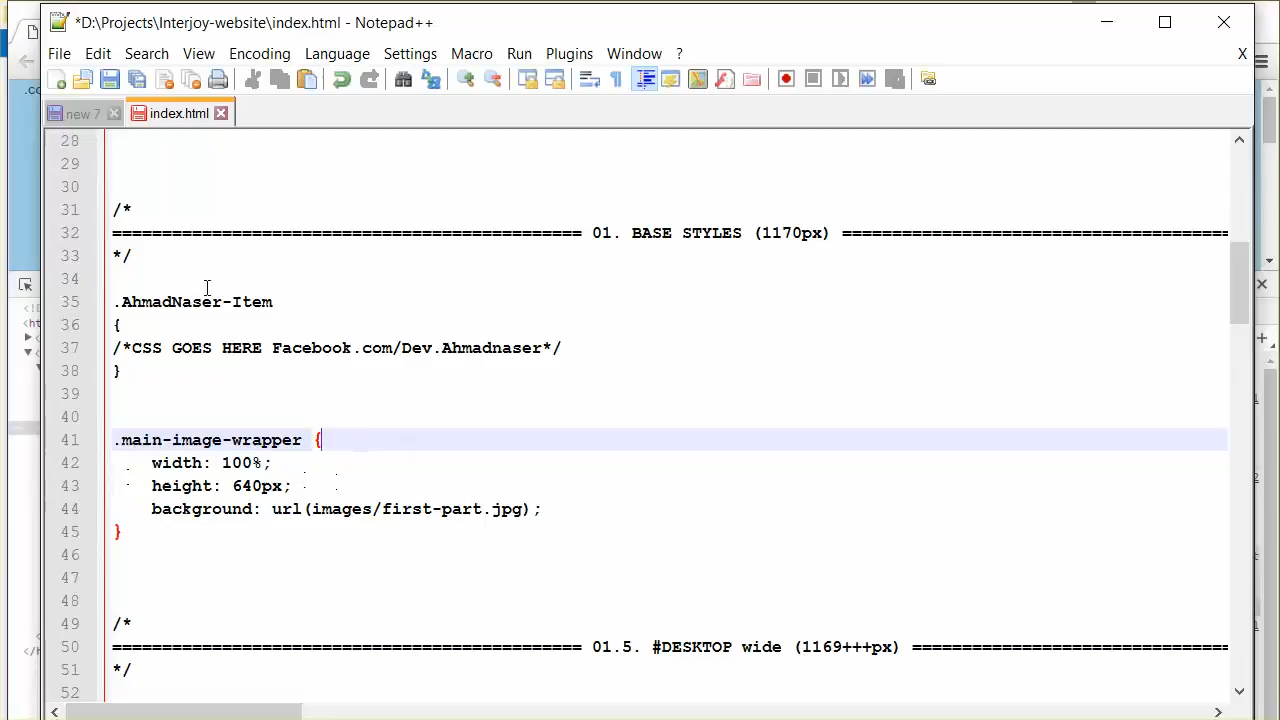 *D:\Projects\Interjoy-website\index.html - Notepad++
File Edit Search View Encoding Language Settings Tools Macro Run Plugins Window ? X
new 7 index.html
28
29
30
31 /*
32 =============================================== 01. BASE STYLES (1170px) =======================================
33 */
34
35 .AhmadNaser-Item
36 {
37 /*CSS GOES HERE Facebook.com/Dev.Ahmadnaser*/
38 }
39
40
41 .main-image-wrapper {
42 width: 100%;
43 height: 640px;
44 background: url(images/first-part.jpg);
45 }
46
47
48
49 /*
50 =============================================== 01.5. #DESKTOP wide (1169+++px) ================================
51 */
52